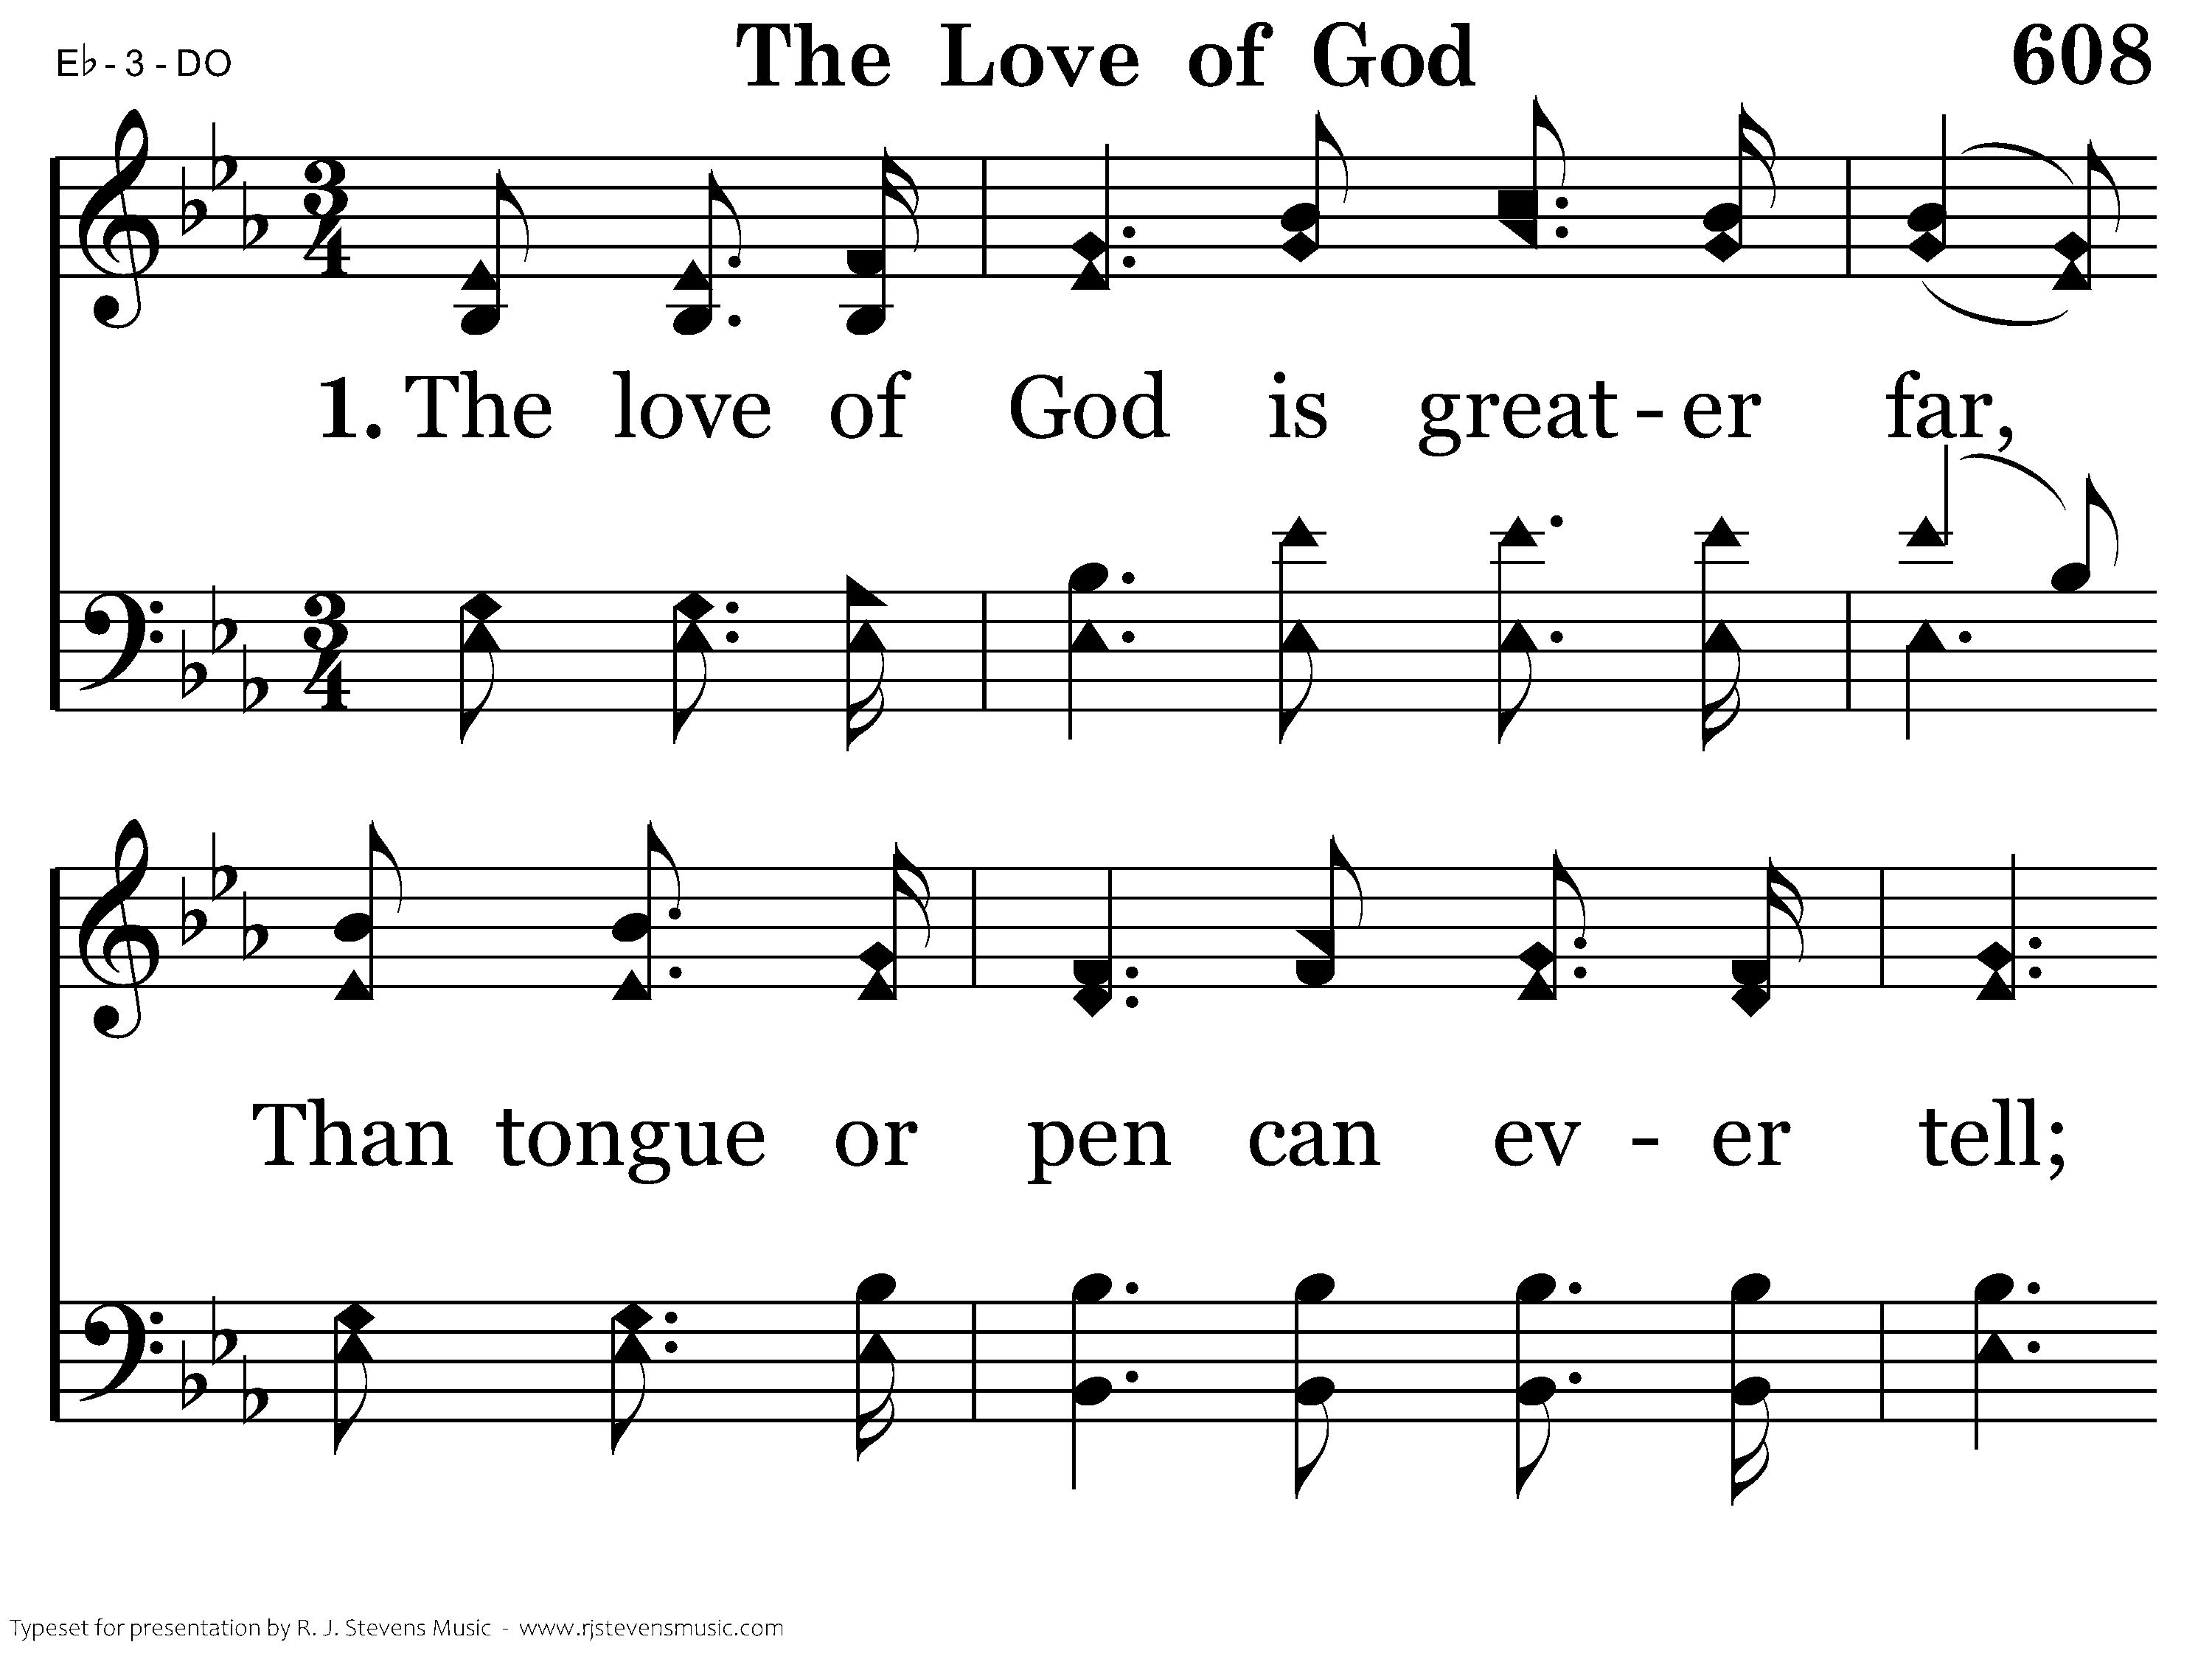 E♭ - 3 - DO The Love of God 608
1. The love of God is great - er far,
Than tongue or pen can ev - er tell;
Typeset for presentation by R. J. Stevens Music - www.rjstevensmusic.com